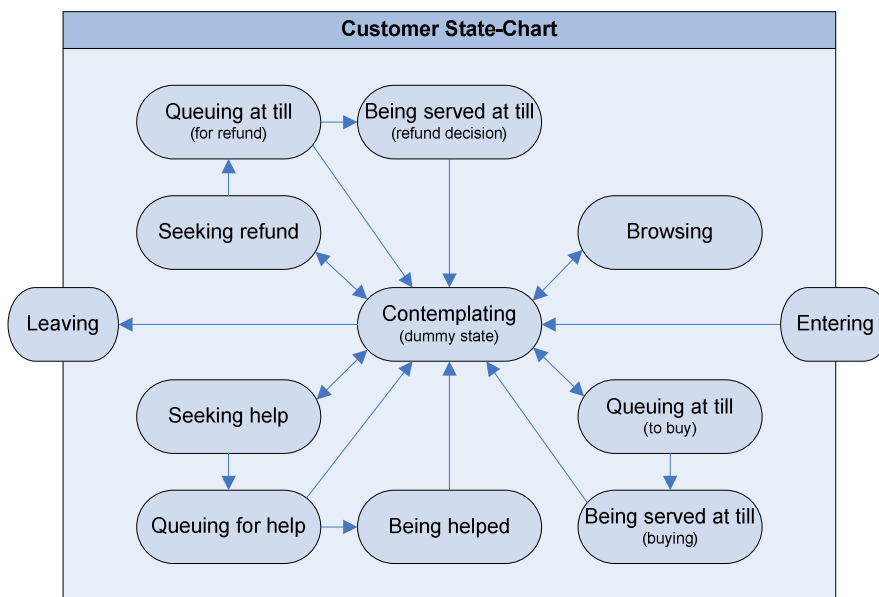 Customer State-Chart
Queuing at till
(for refund)
Being served at till
(refund decision)
Seeking refund
Browsing
Leaving
Contemplating
(dummy state)
Entering
Seeking help
Queuing at till
(to buy)
Queuing for help
Being helped
Being served at till
(buying)